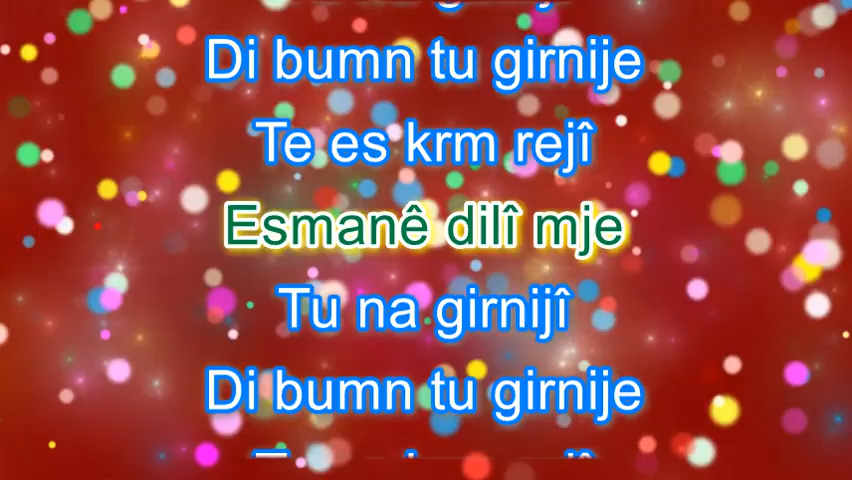 Di bumn tu girnije
Te es krm rejî
Esmanê dilî mje
Tu na girnijî
Di bumn tu girnije